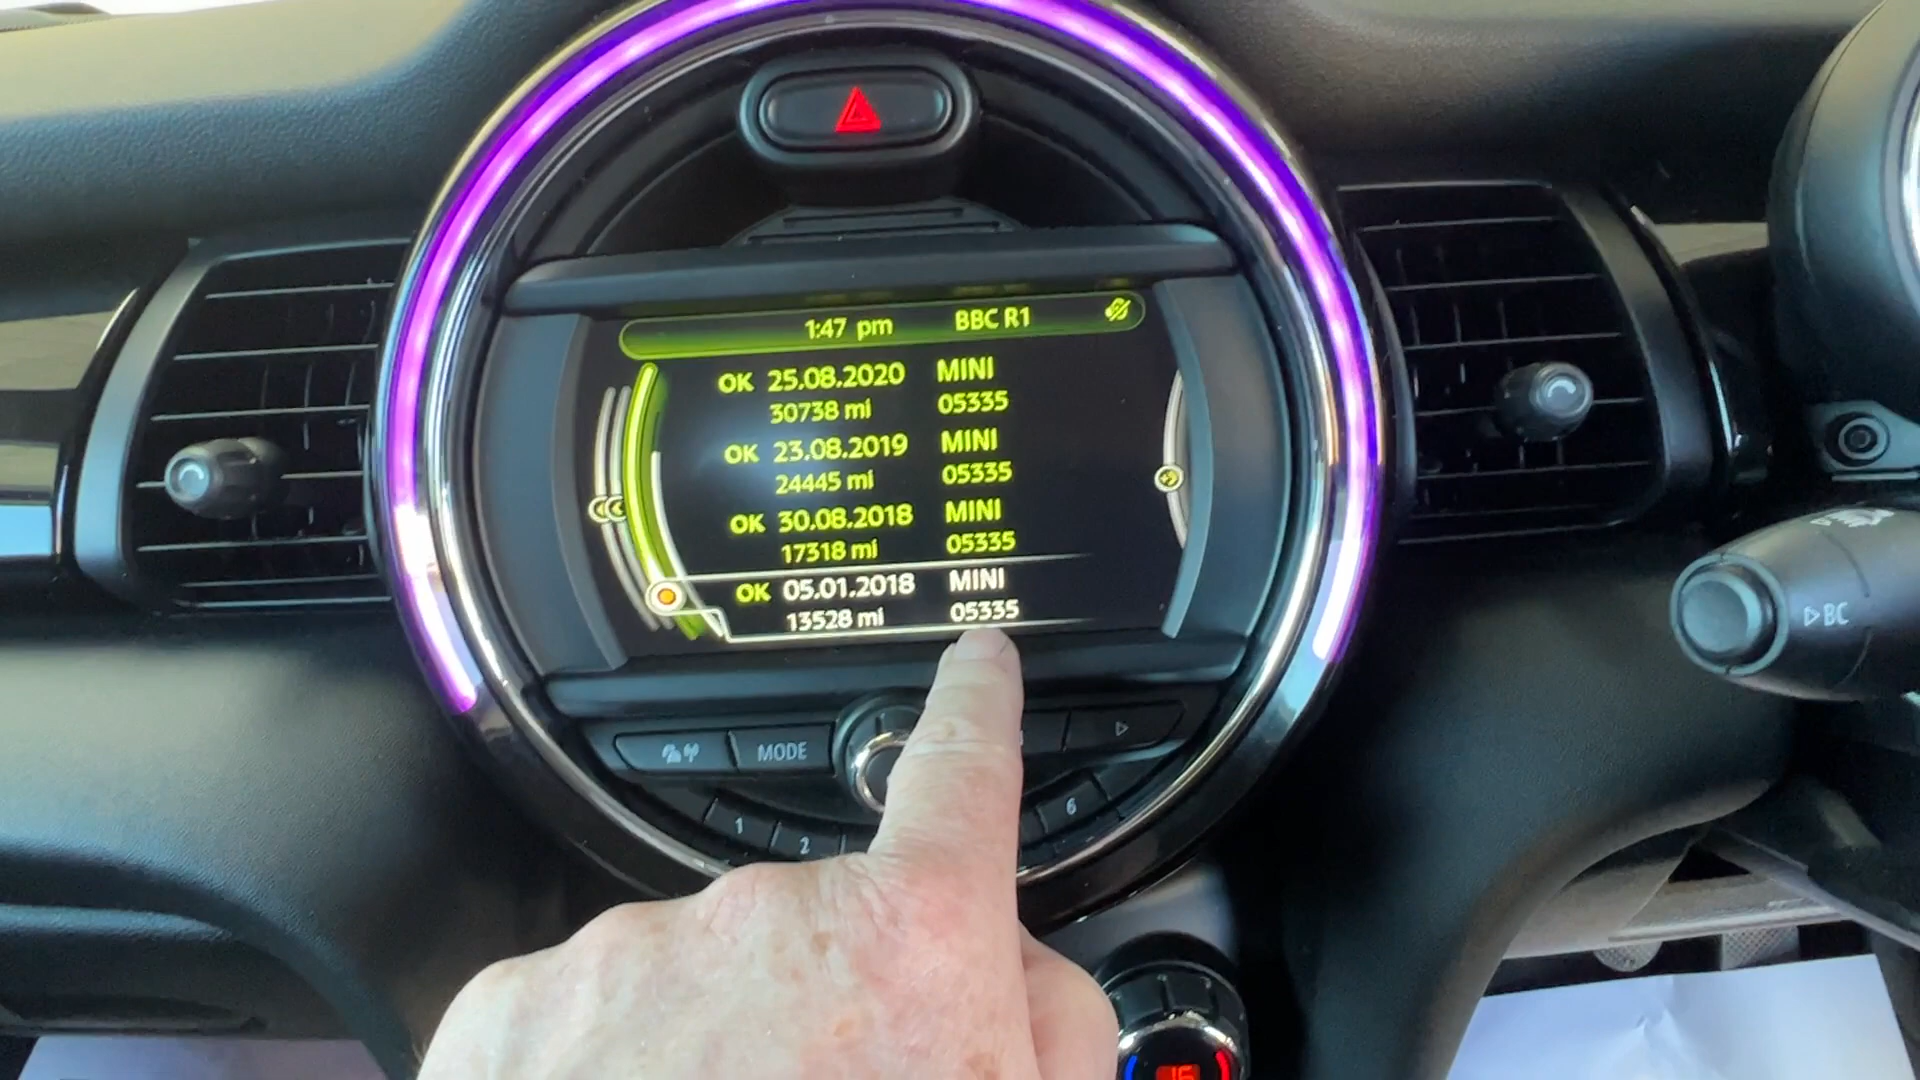 1:47 pm BBC R1
OK 25.08.2020 MINI
30738 mi 05335
OK 23.08.2019 MINI
24445 mi 05335
OK 30.08.2018 MINI
17318 mi 05335
OK 05.01.2018 MINI
13528 mi 05335
BC
MODE
1
2
6
16